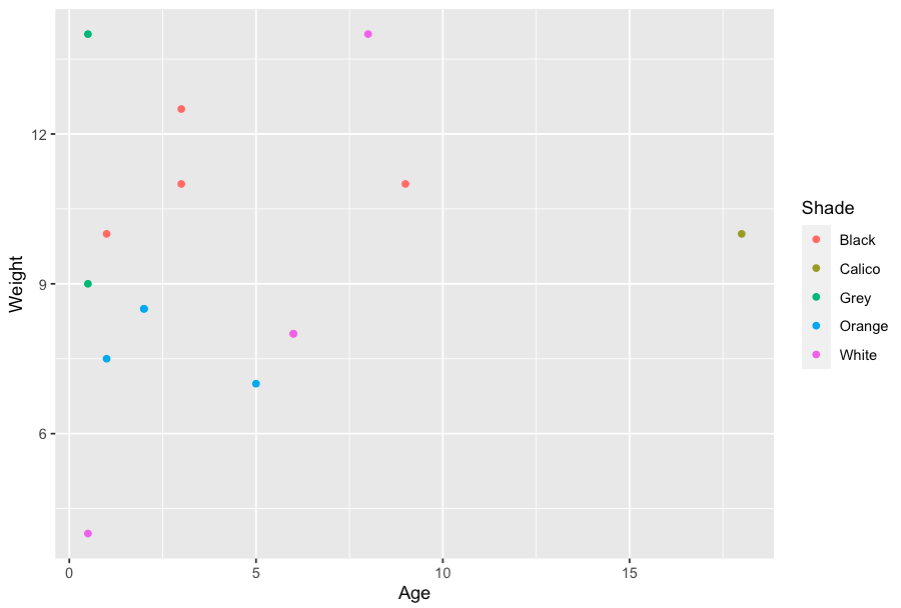 12
9
6
Weight
0 5 10 15
Age
Shade
Black
Calico
Grey
Orange
White